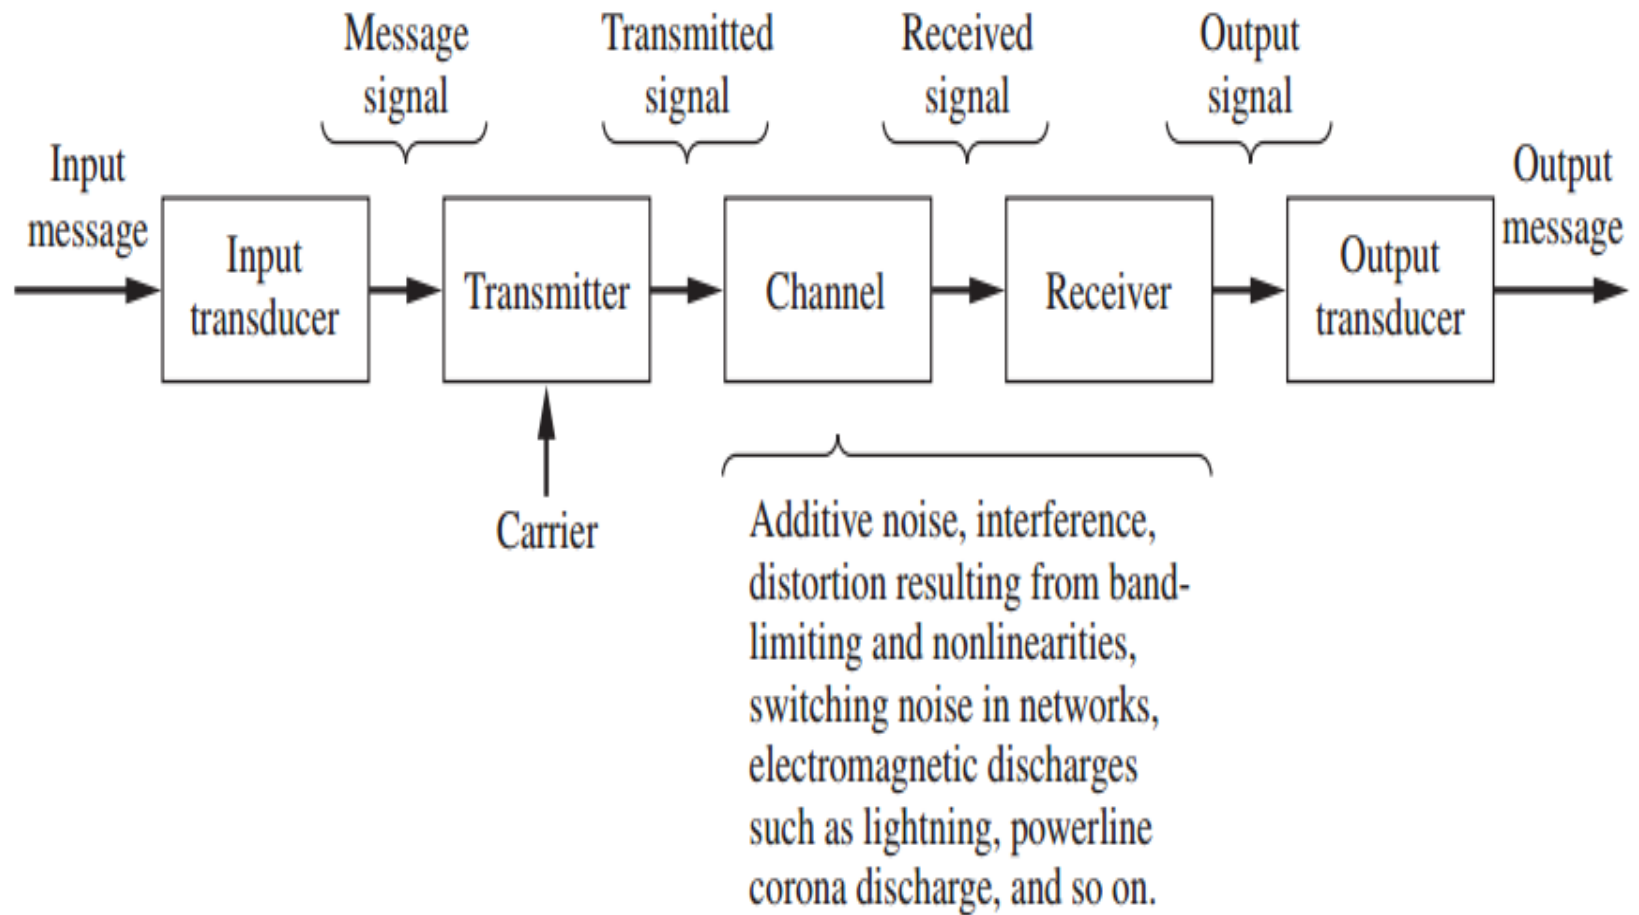 Message
signal
Transmitted
signal
Received
signal
Output
signal
Input
message
Input
transducer
Transmitter
Channel
Receiver
Output
transducer
Output
message
Carrier
Additive noise, interference,
distortion resulting from band-
limiting and nonlinearities,
switching noise in networks,
electromagnetic discharges
such as lightning, powerline
corona discharge, and so on.